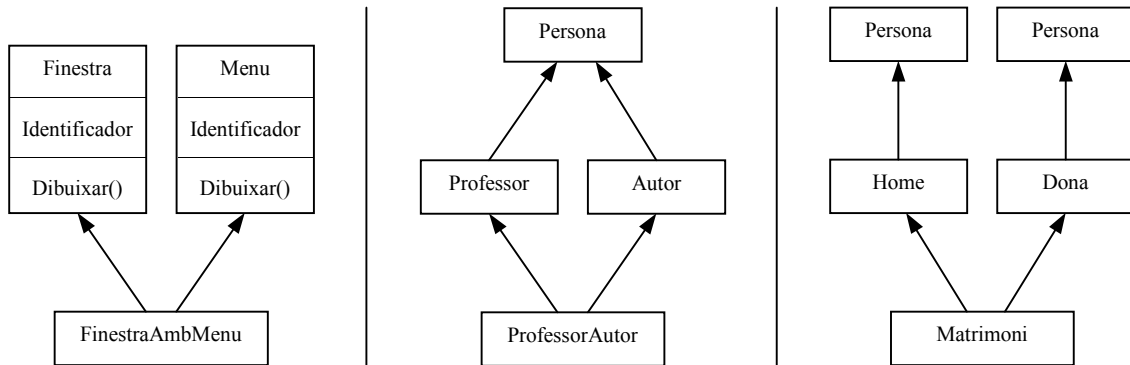 Finestra
Identificador
Dibuixar()
Menu
Identificador
Dibuixar()
FinestraAmbMenu
Persona
Professor
Autor
ProfessorAutor
Persona
Persona
Home
Dona
Matrimoni